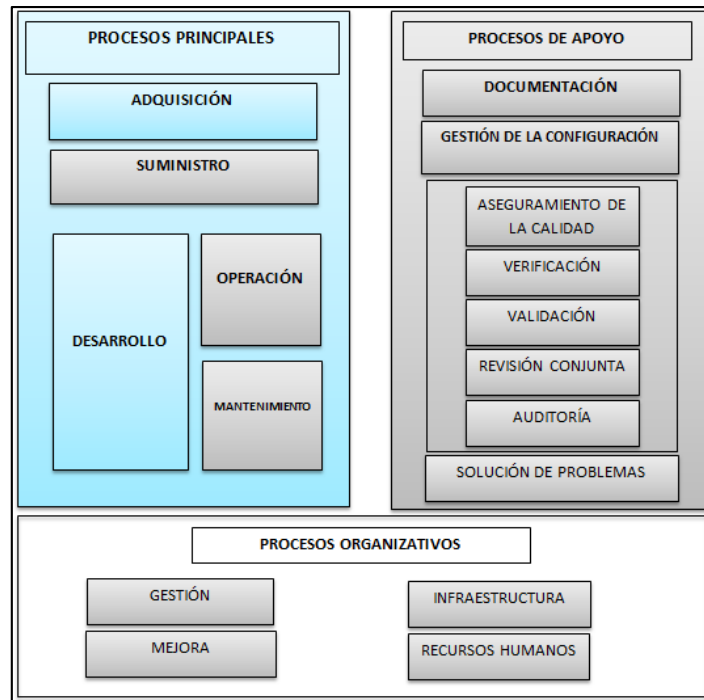 PROCESOS PRINCIPALES
ADQUISICIÓN
SUMINISTRO
DESARROLLO
OPERACIÓN
MANTENIMIENTO
PROCESOS DE APOYO
DOCUMENTACIÓN
GESTIÓN DE LA CONFIGURACIÓN
ASEGURAMIENTO DE
LA CALIDAD
VERIFICACIÓN
VALIDACIÓN
REVISIÓN CONJUNTA
AUDITORÍA
SOLUCIÓN DE PROBLEMAS
PROCESOS ORGANIZATIVOS
GESTIÓN
MEJORA
INFRAESTRUCTURA
RECURSOS HUMANOS